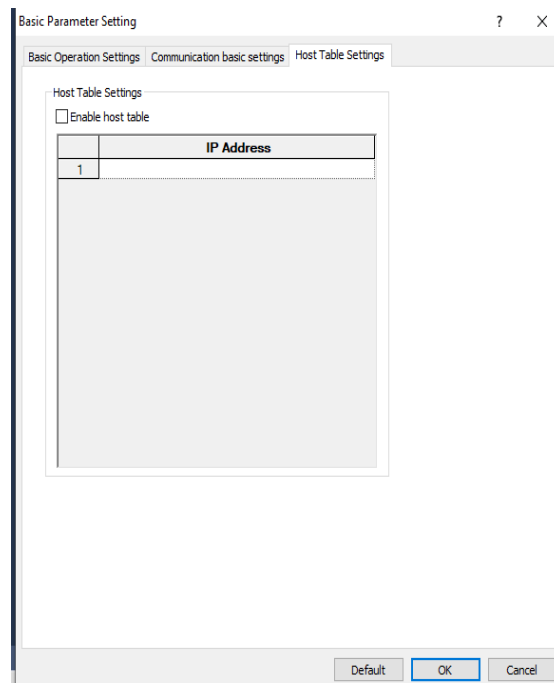 Basic Parameter Setting ? X
Basic Operation Settings Communication basic settings Host Table Settings
Host Table Settings
Enable host table
IP Address
1
Default OK Cancel